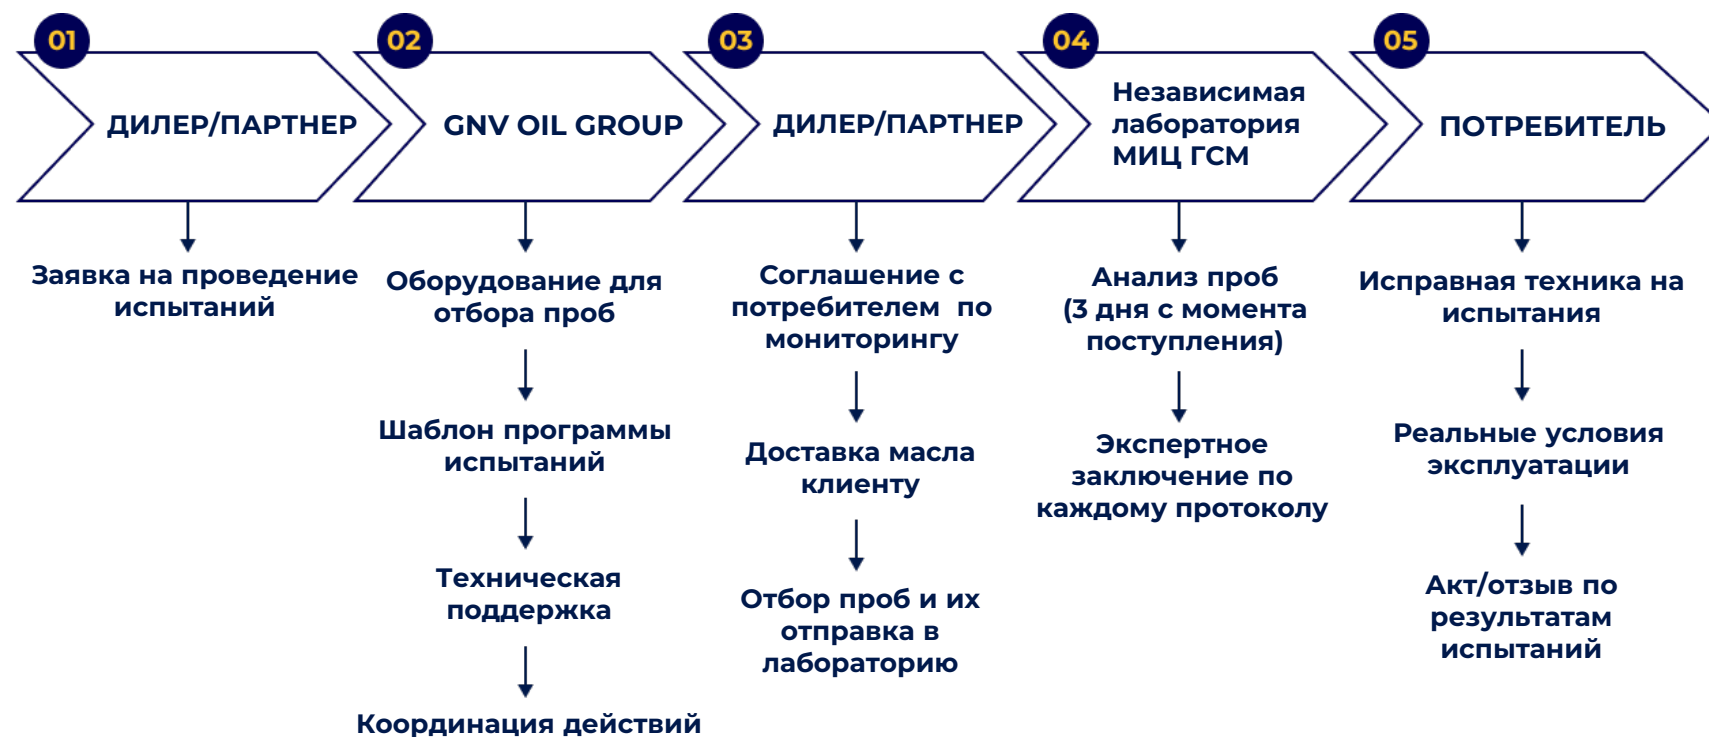 01
ДИЛЕР/ПАРТНЕР
Заявка на проведение
испытаний
02
GNV OIL GROUP
Оборудование для
отбора проб
Шаблон программы
испытаний
Техническая
поддержка
Координация действий
03
ДИЛЕР/ПАРТНЕР
Соглашение с
потребителем по
мониторингу
Доставка масла
клиенту
Отбор проб и их
отправка в
лабораторию
04
Независимая
лаборатория
МИЦ ГСМ
Анализ проб
(3 дня с момента
поступления)
Экспертное
заключение по
каждому протоколу
05
ПОТРЕБИТЕЛЬ
Исправная техника на
испытания
Реальные условия
эксплуатации
Акт/отзыв по
результатам
испытаний